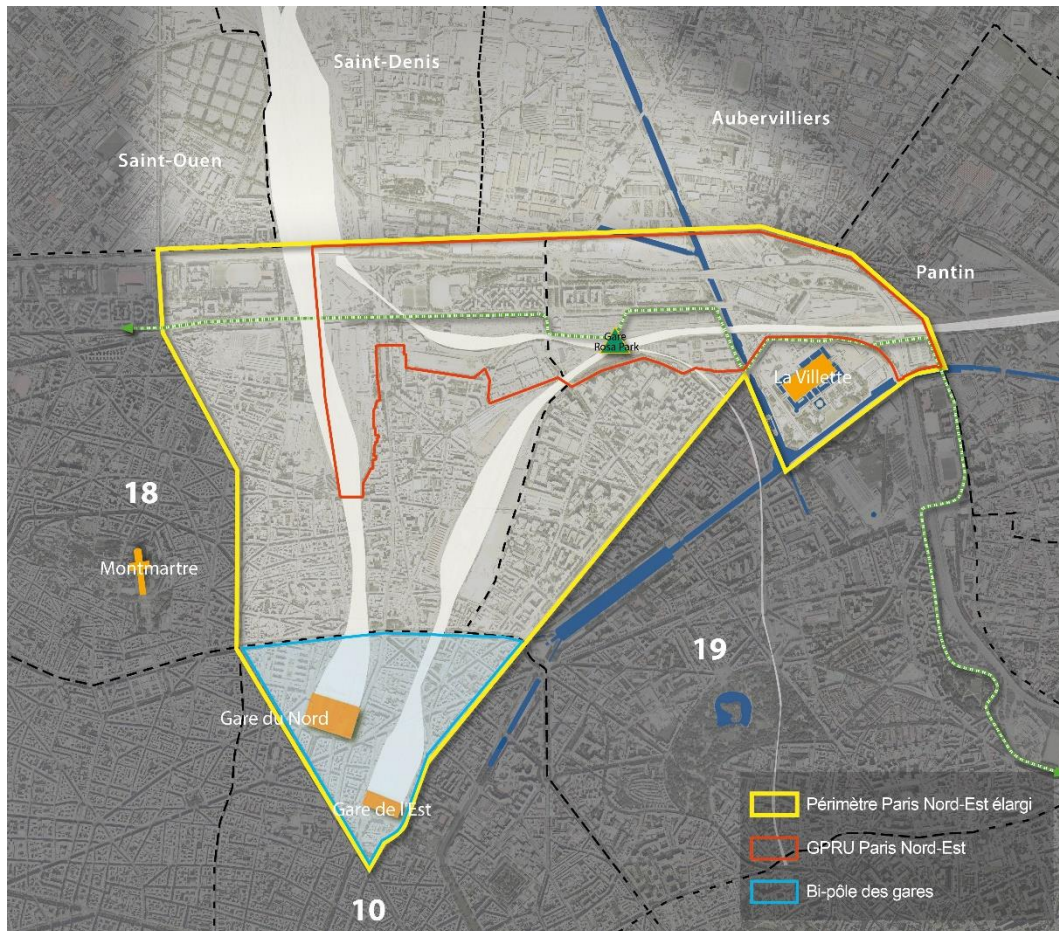 Saint-Denis
Aubervilliers
Saint-Ouen
Pantin
Gare
Rosa Park
La Villette
18
Montmartre
19
Gare du Nord
Gare de l'Est
10
Périmètre Paris Nord-Est élargi
GPRU Paris Nord-Est
Bi-pôle des gares